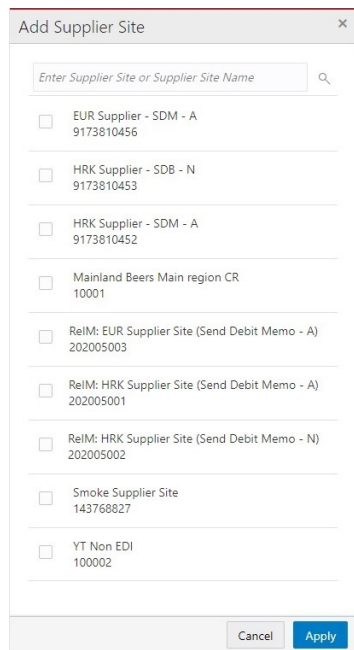 Add Supplier Site ×
Enter Supplier Site or Supplier Site Name
EUR Supplier - SDM - A
9173810456
HRK Supplier - SDB - N
9173810453
HRK Supplier - SDM - A
9173810452
Mainland Beers Main region CR
10001
ReIM: EUR Supplier Site (Send Debit Memo - A)
202005003
ReIM: HRK Supplier Site (Send Debit Memo - A)
202005001
ReIM: HRK Supplier Site (Send Debit Memo - N)
202005002
Smoke Supplier Site
143768827
YT Non EDI
100002
Cancel Apply